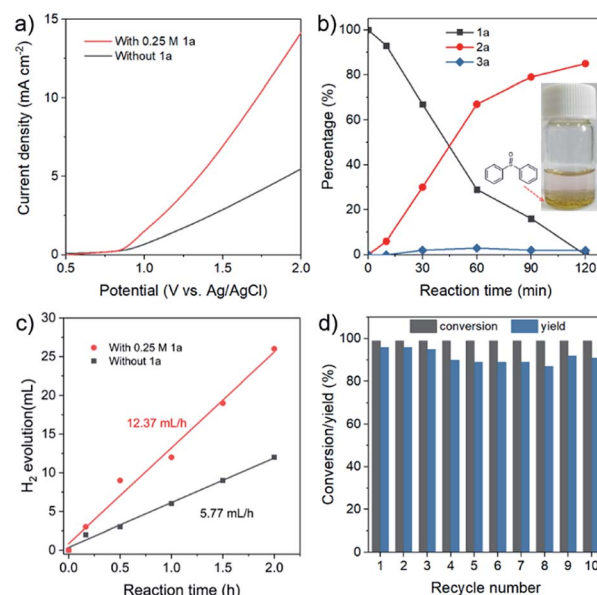 a)
With 0.25 M 1a
Without 1a
Current density (mA cm⁻²)
15
10
5
0
0.5 1.0 1.5 2.0
Potential (V vs. Ag/AgCl)
b)
1a
2a
3a
Percentage (%)
100
80
60
40
20
0
O
0 30 60 90 120
Reaction time (min)
c)
With 0.25 M 1a
Without 1a
H₂ evolution(mL)
30
25
20
15
10
5
0
12.37 mL/h
5.77 mL/h
0.0 0.5 1.0 1.5 2.0
Reaction time (h)
d)
conversion yield
Conversion/yield (%)
100
80
60
40
20
0
1 2 3 4 5 6 7 8 9 10
Recycle number